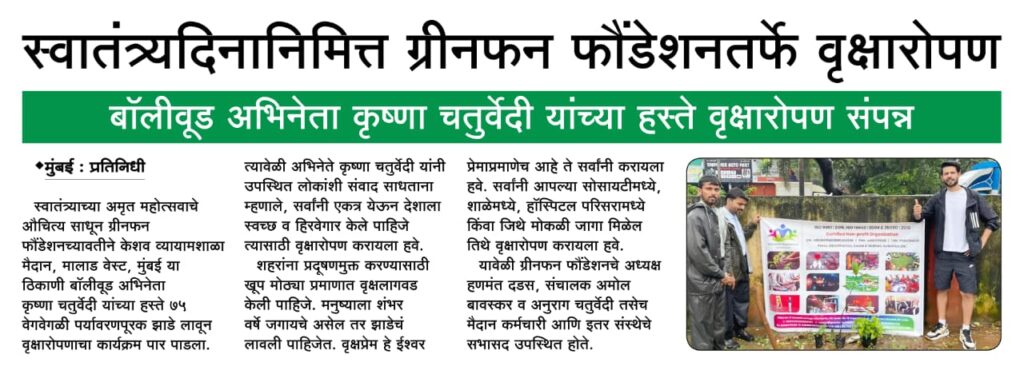 स्वातंत्र्यदिनानिमित्त ग्रीनफन फौंडेशनतर्फे वृक्षारोपण
बॉलीवूड अभिनेता कृष्णा चतुर्वेदी यांच्या हस्ते वृक्षारोपण संपन्न
◆मुंबई : प्रतिनिधी
स्वातंत्र्याच्या अमृत महोत्सवाचे
औचित्य साधून ग्रीनफन
फौंडेशनच्यावतीने केशव व्यायामशाळा
मैदान, मालाड वेस्ट, मुंबई या
ठिकाणी बॉलीवूड अभिनेता
कृष्णा चतुर्वेदी यांच्या हस्ते ७५
वेगवेगळी पर्यावरणपूरक झाडे लावून
वृक्षारोपणाचा कार्यक्रम पार पाडला.
त्यावेळी अभिनेते कृष्णा चतुर्वेदी यांनी
उपस्थित लोकांशी संवाद साधताना
म्हणाले, सर्वांनी एकत्र येऊन देशाला
स्वच्छ व हिरवेगार केले पाहिजे
त्यासाठी वृक्षारोपण करायला हवे.
शहरांना प्रदूषणमुक्त करण्यासाठी
खूप मोठ्या प्रमाणात वृक्षलागवड
केली पाहिजे. मनुष्याला शंभर
वर्षे जगायचे असेल तर झाडेचं
लावली पाहिजेत. वृक्षप्रेम हे ईश्वर
प्रेमाप्रमाणेच आहे ते सर्वांनी करायला
हवे. सर्वांनी आपल्या सोसायटीमध्ये,
शाळेमध्ये, हॉस्पिटल परिसरामध्ये
किंवा जिथे मोकळी जागा मिळेल
तिथे वृक्षारोपण करायला हवे.
यावेळी ग्रीनफन फौंडेशनचे अध्यक्ष
हणमंत दडस, संचालक अमोल
बावस्कर व अनुराग चतुर्वेदी तसेच
मैदान कर्मचारी आणि इतर संस्थेचे
सभासद उपस्थित होते.